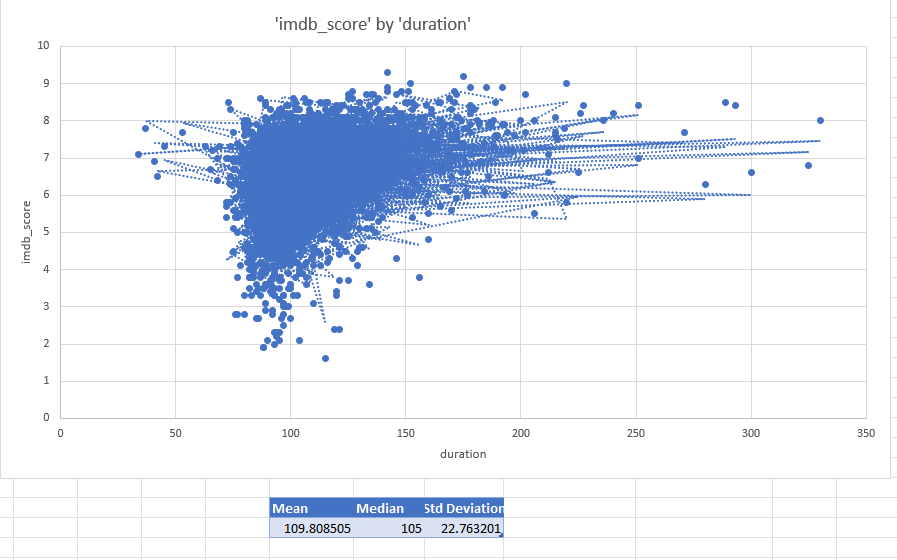 'imdb_score' by 'duration'
10
9
8
7
6
5
4
3
2
1
0
imdb_score
0 50 100 150 200 250 300 350
duration
Mean Median Std Deviation
109.808505 105 22.763201